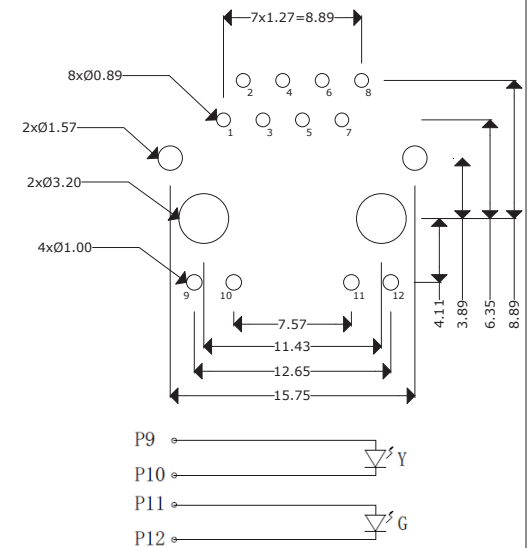 7x1.27=8.89
8xØ0.89
2 4 6 8
1 3 5 7
2xØ1.57
2xØ3.20
4xØ1.00
9 10 11 12
7.57
11.43
12.65
15.75
4.11
3.89
6.35
8.89
P9
Y
P10
P11
G
P12